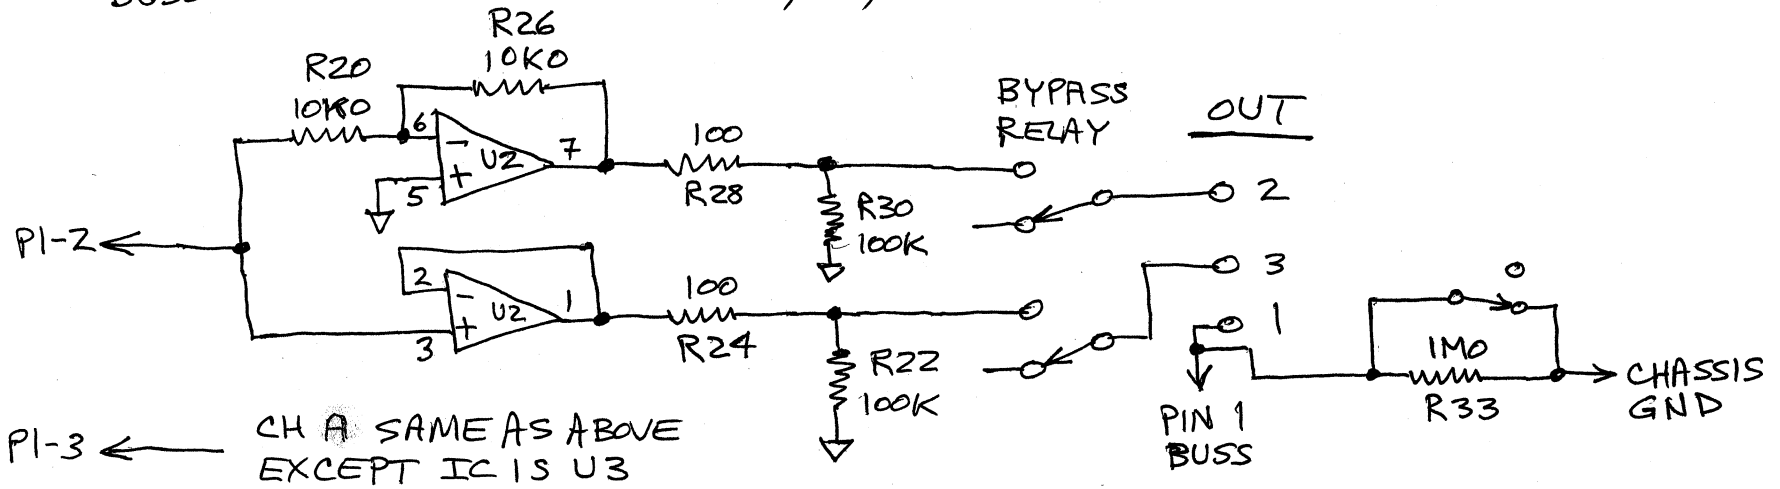 BUSS
R26
10K0
R20
10K0
6
U2
7
5
100
R28
BYPASS
RELAY
OUT
2
R30
100K
P1-2
2
U2
1
3
100
R24
R22
100K
3
1
1M0
R33
CHASSIS
GND
PIN 1
BUSS
P1-3
CH A SAME AS ABOVE
EXCEPT IC IS U3